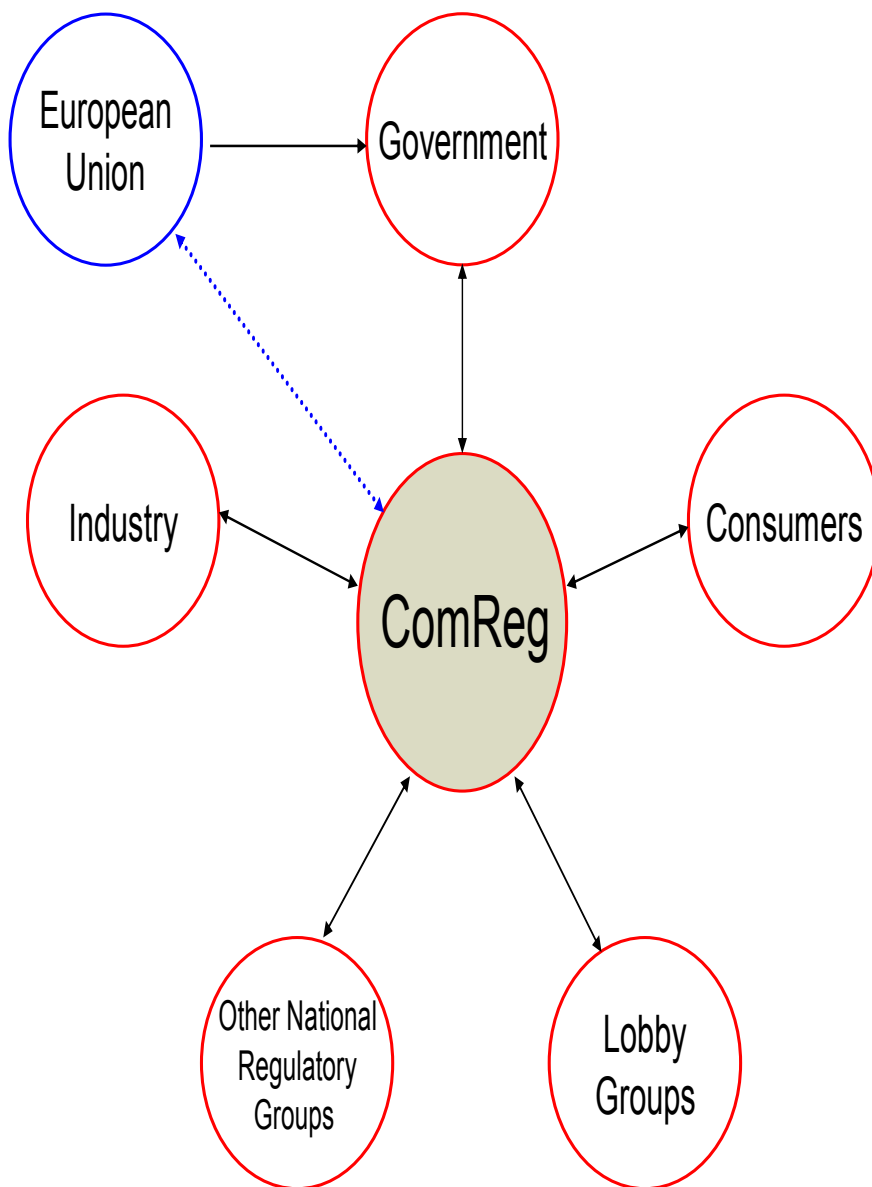 European
Union
Government
Industry
Consumers
ComReg
Other National
Regulatory
Groups
Lobby
Groups